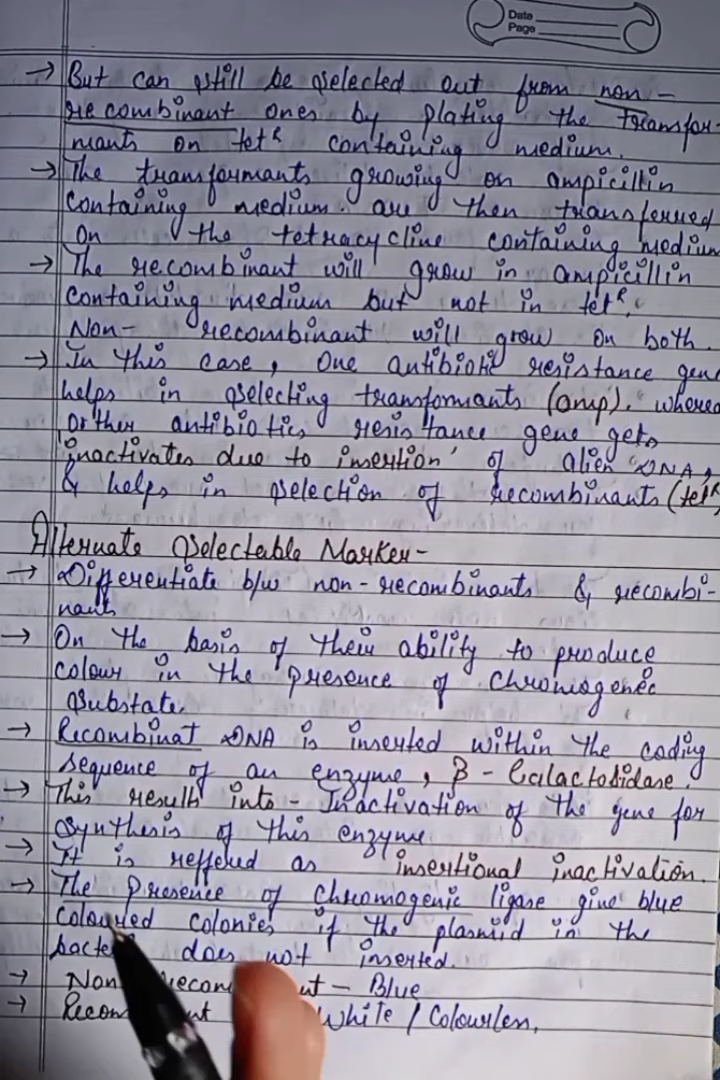 Date
Page
→ But can still be selected out from non-
recombinant ones by plating the transfor-
mants on tetᴿ containing medium.
→ The transformants growing on ampicillin
containing medium. are then transferred
on the tetracycline containing medium
→ The recombinant will grow in ampicillin
containing medium but not in tetᴿ.
Non- recombinant will grow on both.
→ In this case, One antibiotic resistance gene
helps in selecting transformants (amp). whereas
other antibiotics resistance gene gets
'inactivates due to insertion' of alien DNA,
& helps in selection of recombinants (tetᴿ)
Alternate Selectable Marker-
→ Differentiate b/w non-recombinants & recombi-
nants
→ On the basis of their ability to produce
colour in the presence of chromogenic
substate
→ Recombinat DNA is inserted within the coding
sequence of an enzyme, β - Galactosidase.
→ This results into - Inactivation of the gene for
synthesis of this enzyme
→ It is reffered as insertional inactivation.
→ The Presence of chromogenic ligase give blue
coloured colonies if the plasmid in the
does not inserted.
→ Non - Blue
→ White / Colourless,